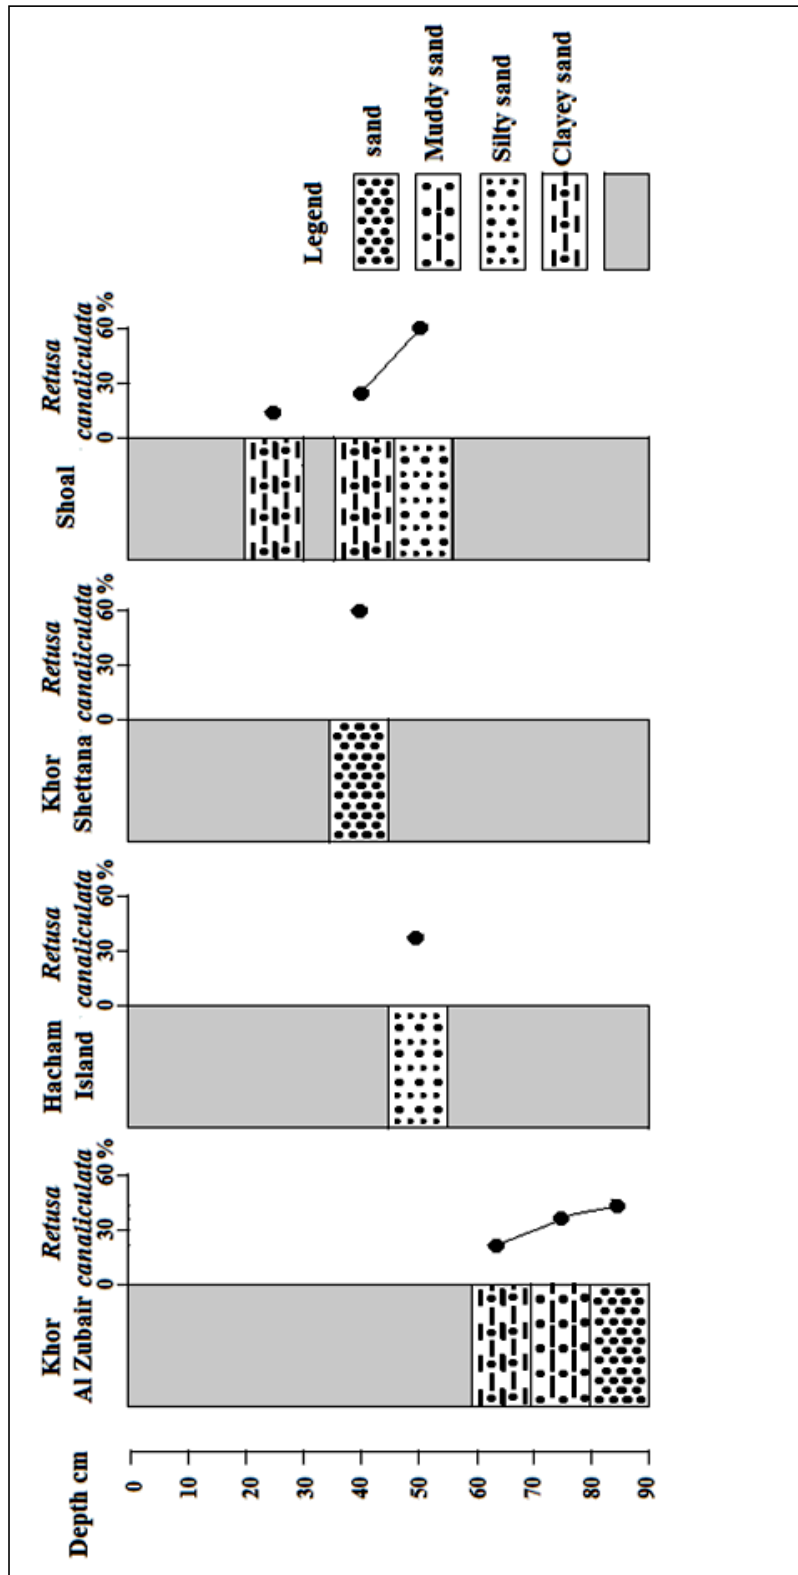 Depth cm
0
10
20
30
40
50
60
70
80
90
Khor
Al Zubair
Retusa
canaliculata
0 30 60 %
Hacham
Island
Retusa
canaliculata
0 30 60 %
Khor
Shettana
Retusa
canaliculata
0 30 60 %
Shoal
Retusa
canaliculata
0 30 60 %
Legend
sand
Muddy sand
Silty sand
Clayey sand